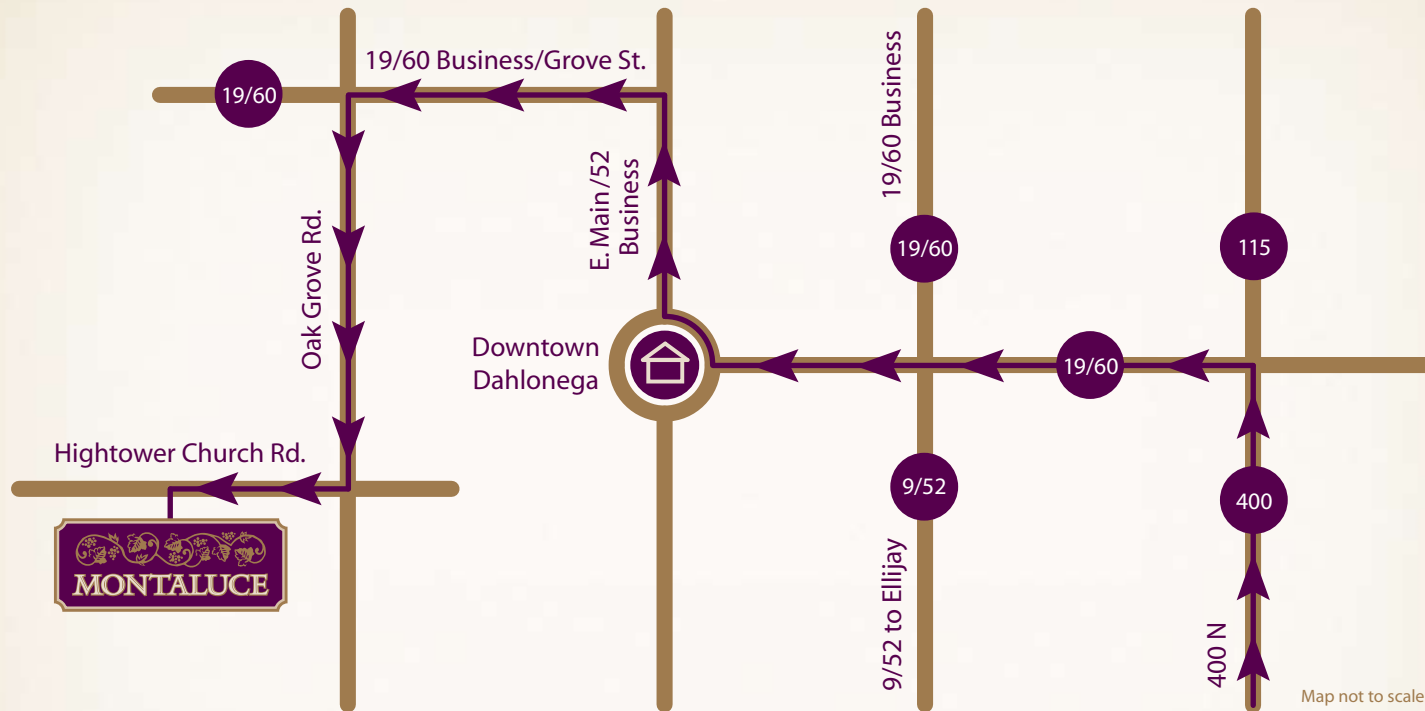 19/60 Business/Grove St.
19/60
19/60 Business
E. Main/52
Business
Oak Grove Rd.
19/60
115
Downtown
Dahlonega
19/60
Hightower Church Rd.
9/52
400
MONTALUCE
9/52 to Ellijay
400 N
Map not to scale